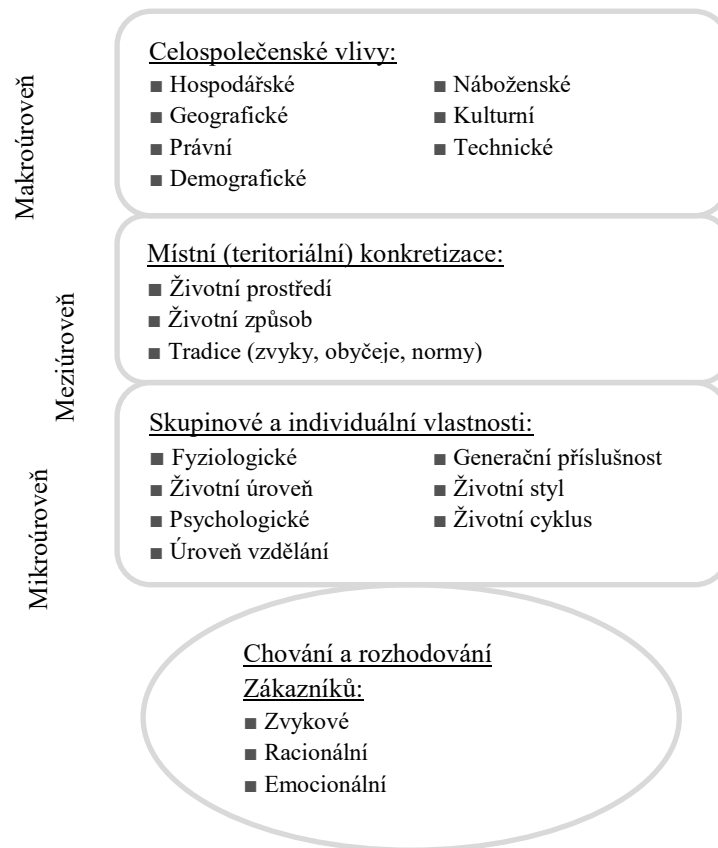 Makroúroveň
Celospolečenské vlivy:
■ Hospodářské
■ Geografické
■ Právní
■ Demografické
■ Náboženské
■ Kulturní
■ Technické
Meziúroveň
Místní (teritoriální) konkretizace:
■ Životní prostředí
■ Životní způsob
■ Tradice (zvyky, obyčeje, normy)
Mikroúroveň
Skupinové a individuální vlastnosti:
■ Fyziologické
■ Životní úroveň
■ Psychologické
■ Úroveň vzdělání
■ Generační příslušnost
■ Životní styl
■ Životní cyklus
Chování a rozhodování
Zákazníků:
■ Zvykové
■ Racionální
■ Emocionální